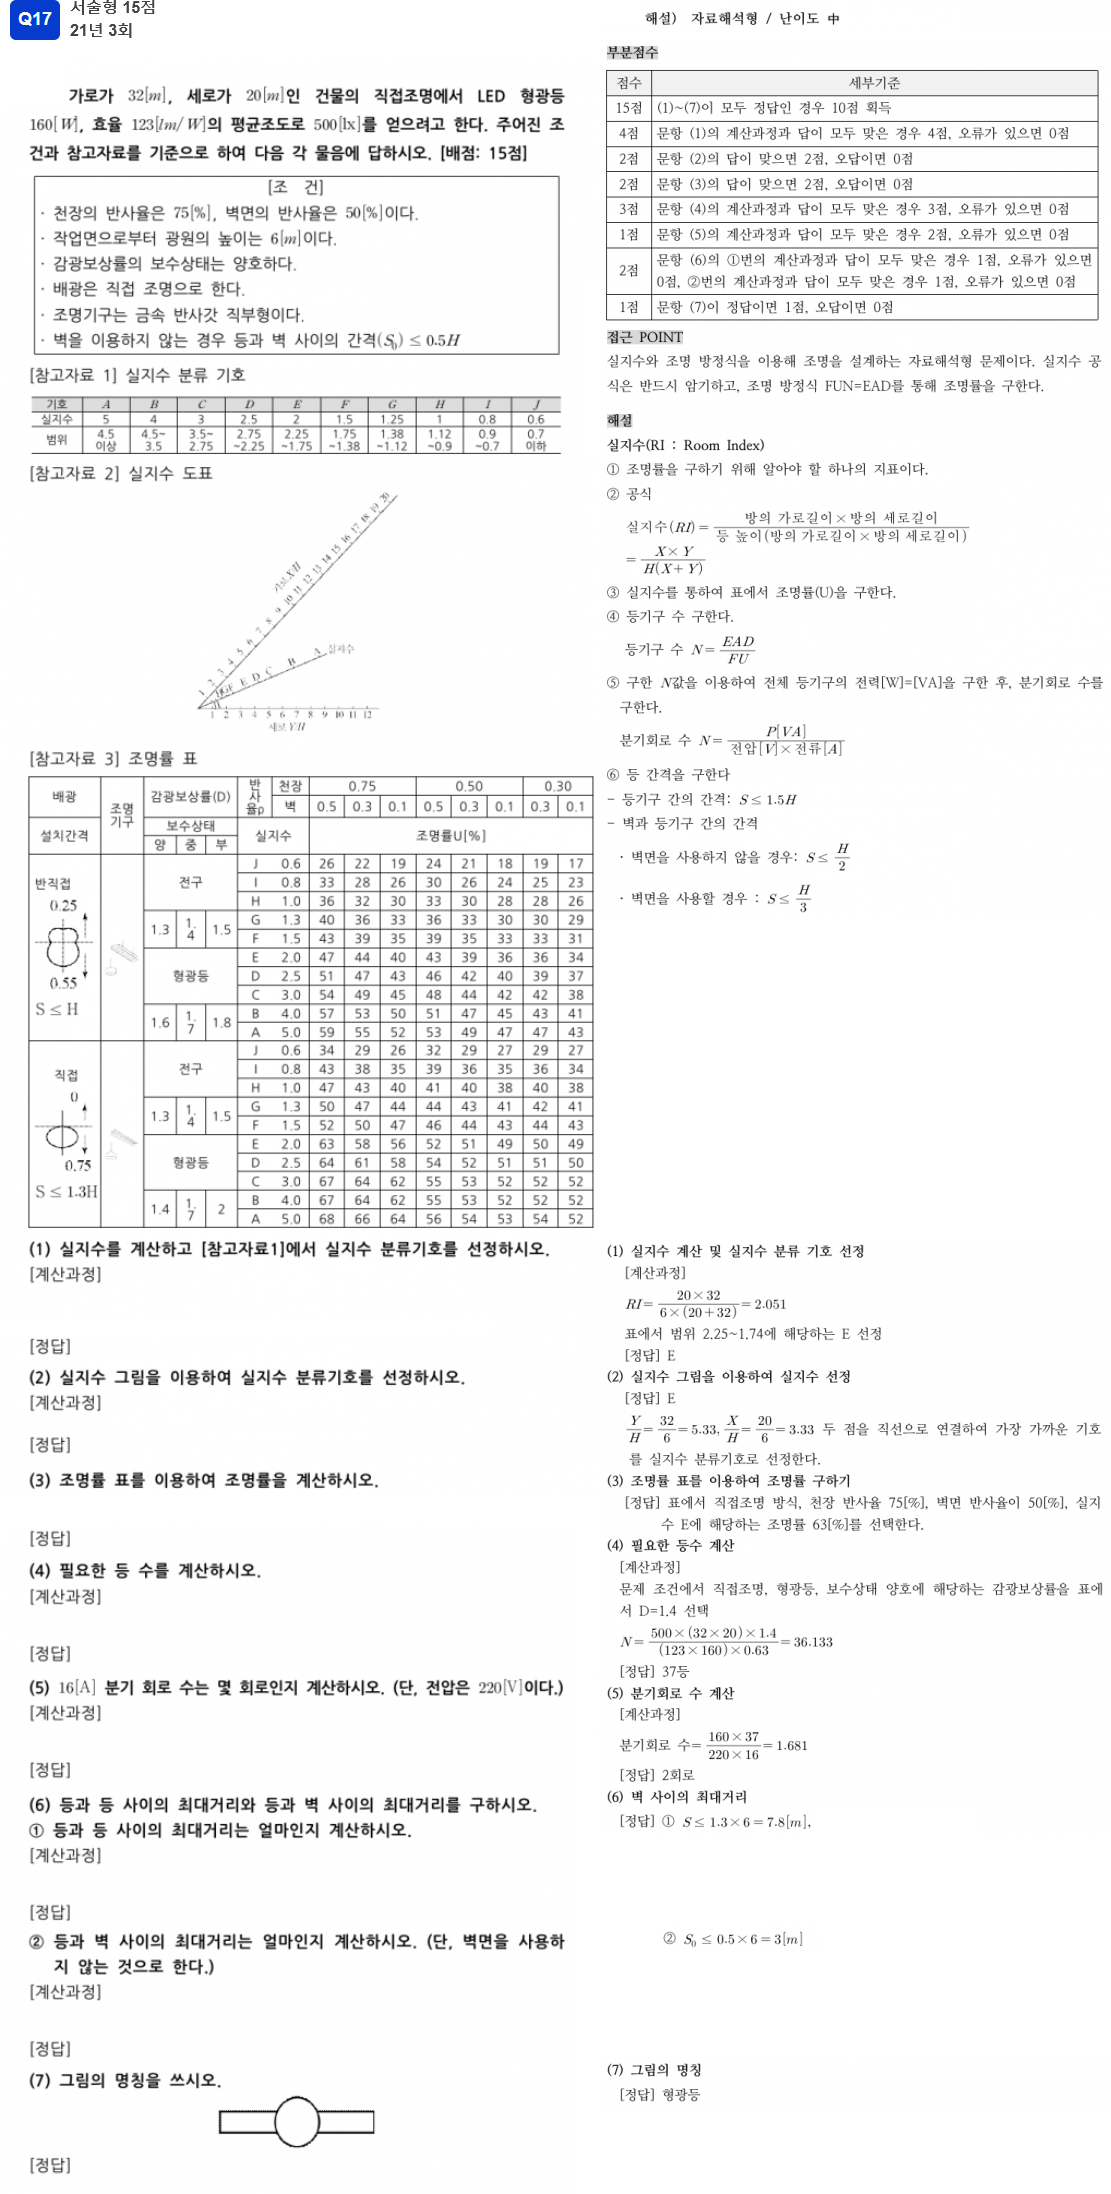 Q17 서술형 15점
21년 3회
가로가 32[m], 세로가 20[m]인 건물의 직접조명에서 LED 형광등
160[W], 효율 123[lm/W]의 평균조도로 500[lx]를 얻으려고 한다. 주어진 조
건과 참고자료를 기준으로 하여 다음 각 물음에 답하시오. [배점: 15점]
[조 건]
· 천장의 반사율은 75[%], 벽면의 반사율은 50[%]이다.
· 작업면으로부터 광원의 높이는 6[m]이다.
· 감광보상률의 보수상태는 양호하다.
· 배광은 직접 조명으로 한다.
· 조명기구는 금속 반사갓 직부형이다.
· 벽을 이용하지 않는 경우 등과 벽 사이의 간격(S₀) ≤ 0.5H
[참고자료 1] 실지수 분류 기호
기호 A B C D E F G H I J
실지수 5 4 3 2.5 2 1.5 1.25 1 0.8 0.6
범위 4.5 이상 4.5~3.5 3.5~2.75 2.75~2.25 2.25~1.75 1.75~1.38 1.38~1.12 1.12~0.9 0.9~0.7 0.7 이하
[참고자료 2] 실지수 도표
1 2 3 4 5 6 7 8 9 10 11 12 13 14 15 16 17 18 19 20
가로 X/H
F E D C B A 실지수
1 2 3 4 5 6 7 8 9 10 11 12
세로 Y/H
[참고자료 3] 조명률 표
배광 조명기구 감광보상률(D) 반사율ρ 천장 0.75 0.50 0.30
벽 0.5 0.3 0.1 0.5 0.3 0.1 0.3 0.1
설치간격 보수상태 실지수 조명률U[%]
양 중 부
반직접
0.25
0.55
S ≤ H
전구
1.3 1.4 1.5
형광등
1.6 1.7 1.8
J 0.6 26 22 19 24 21 18 19 17
I 0.8 33 28 26 30 26 24 25 23
H 1.0 36 32 30 33 30 28 28 26
G 1.3 40 36 33 36 33 30 30 29
F 1.5 43 39 35 39 35 33 33 31
E 2.0 47 44 40 43 39 36 36 34
D 2.5 51 47 43 46 42 40 39 37
C 3.0 54 49 45 48 44 42 42 38
B 4.0 57 53 50 51 47 45 43 41
A 5.0 59 55 52 53 49 47 47 43
직접
0
0.75
S ≤ 1.3H
전구
1.3 1.4 1.5
형광등
1.4 1.7 2
J 0.6 34 29 26 32 29 27 29 27
I 0.8 43 38 35 39 36 35 36 34
H 1.0 47 43 40 41 40 38 40 38
G 1.3 50 47 44 44 43 41 42 41
F 1.5 52 50 47 46 44 43 44 43
E 2.0 63 58 56 52 51 49 50 49
D 2.5 64 61 58 54 52 51 51 50
C 3.0 67 64 62 55 53 52 52 52
B 4.0 67 64 62 55 53 52 52 52
A 5.0 68 66 64 56 54 53 54 52
(1) 실지수를 계산하고 [참고자료1]에서 실지수 분류기호를 선정하시오.
[계산과정]
[정답]
(2) 실지수 그림을 이용하여 실지수 분류기호를 선정하시오.
[계산과정]
[정답]
(3) 조명률 표를 이용하여 조명률을 계산하시오.
[정답]
(4) 필요한 등 수를 계산하시오.
[계산과정]
[정답]
(5) 16[A] 분기 회로 수는 몇 회로인지 계산하시오. (단, 전압은 220[V]이다.)
[계산과정]
[정답]
(6) 등과 등 사이의 최대거리와 등과 벽 사이의 최대거리를 구하시오.
① 등과 등 사이의 최대거리는 얼마인지 계산하시오.
[계산과정]
[정답]
② 등과 벽 사이의 최대거리는 얼마인지 계산하시오. (단, 벽면을 사용하
지 않는 것으로 한다.)
[계산과정]
[정답]
(7) 그림의 명칭을 쓰시오.
[정답]
해설) 자료해석형 / 난이도 中
부분점수
점수 세부기준
15점 (1)~(7)이 모두 정답인 경우 10점 획득
4점 문항 (1)의 계산과정과 답이 모두 맞은 경우 4점, 오류가 있으면 0점
2점 문항 (2)의 답이 맞으면 2점, 오답이면 0점
2점 문항 (3)의 답이 맞으면 2점, 오답이면 0점
3점 문항 (4)의 계산과정과 답이 모두 맞은 경우 3점, 오류가 있으면 0점
1점 문항 (5)의 계산과정과 답이 모두 맞은 경우 2점, 오류가 있으면 0점
2점 문항 (6)의 ①번의 계산과정과 답이 모두 맞은 경우 1점, 오류가 있으면
0점, ②번의 계산과정과 답이 모두 맞은 경우 1점, 오류가 있으면 0점
1점 문항 (7)이 정답이면 1점, 오답이면 0점
접근 POINT
실지수와 조명 방정식을 이용해 조명을 설계하는 자료해석형 문제이다. 실지수 공
식은 반드시 암기하고, 조명 방정식 FUN=EAD를 통해 조명률을 구한다.
해설
실지수(RI : Room Index)
① 조명률을 구하기 위해 알아야 할 하나의 지표이다.
② 공식
실지수(RI) = 방의 가로길이×방의 세로길이 / 등 높이(방의 가로길이×방의 세로길이)
= X×Y / H(X+Y)
③ 실지수를 통하여 표에서 조명률(U)을 구한다.
④ 등기구 수 구한다.
등기구 수 N = EAD / FU
⑤ 구한 N값을 이용하여 전체 등기구의 전력[W]=[VA]을 구한 후, 분기회로 수를
구한다.
분기회로 수 N = P[VA] / 전압[V]×전류[A]
⑥ 등 간격을 구한다
- 등기구 간의 간격: S ≤ 1.5H
- 벽과 등기구 간의 간격
· 벽면을 사용하지 않을 경우: S ≤ H/2
· 벽면을 사용할 경우 : S ≤ H/3
(1) 실지수 계산 및 실지수 분류 기호 선정
[계산과정]
RI = 20×32 / 6×(20+32) = 2.051
표에서 범위 2.25~1.74에 해당하는 E 선정
[정답] E
(2) 실지수 그림을 이용하여 실지수 선정
[정답] E
Y/H = 32/6 = 5.33, X/H = 20/6 = 3.33 두 점을 직선으로 연결하여 가장 가까운 기호
를 실지수 분류기호로 선정한다.
(3) 조명률 표를 이용하여 조명률 구하기
[정답] 표에서 직접조명 방식, 천장 반사율 75[%], 벽면 반사율이 50[%], 실지
수 E에 해당하는 조명률 63[%]를 선택한다.
(4) 필요한 등수 계산
[계산과정]
문제 조건에서 직접조명, 형광등, 보수상태 양호에 해당하는 감광보상률을 표에
서 D=1.4 선택
N = 500×(32×20)×1.4 / (123×160)×0.63 = 36.133
[정답] 37등
(5) 분기회로 수 계산
[계산과정]
분기회로 수 = 160×37 / 220×16 = 1.681
[정답] 2회로
(6) 벽 사이의 최대거리
[정답] ① S ≤ 1.3×6 = 7.8[m],
② S₀ ≤ 0.5×6 = 3[m]
(7) 그림의 명칭
[정답] 형광등